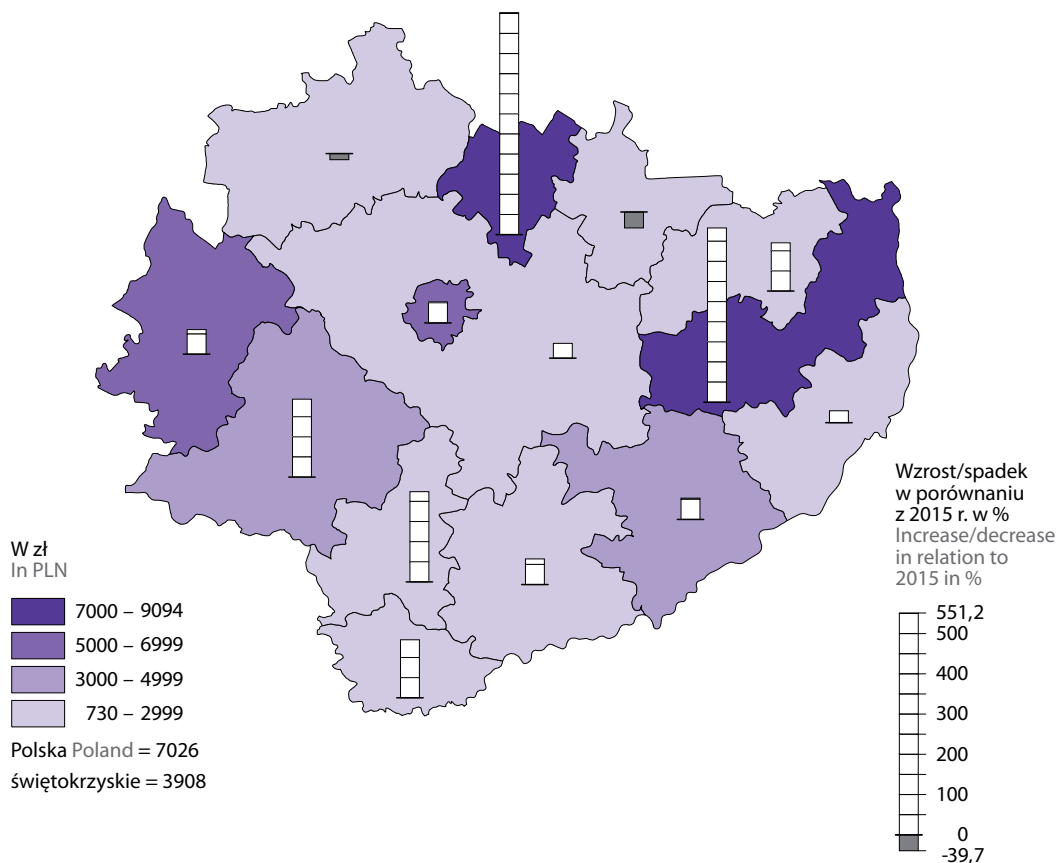 W zł
In PLN
7000 – 9094
5000 – 6999
3000 – 4999
730 – 2999
Polska Poland = 7026
świętokrzyskie = 3908
Wzrost/spadek
w porównaniu
z 2015 r. w %
Increase/decrease
in relation to
2015 in %
551,2
500
400
300
200
100
0
-39,7